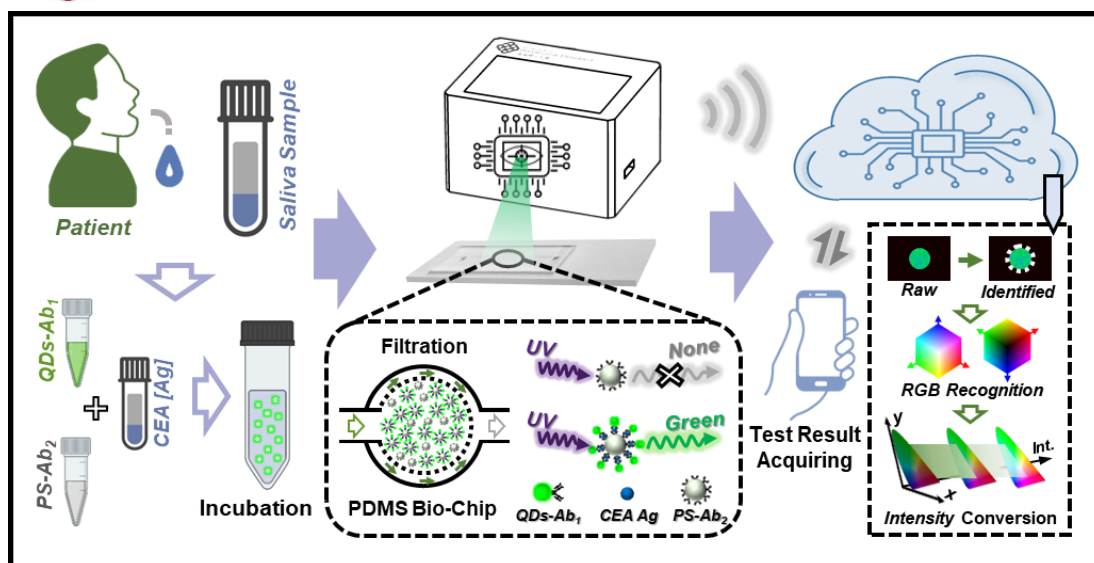 Patient
Saliva Sample
QDs-Ab1
CEA [Ag]
PS-Ab2
Incubation
Filtration
PDMS Bio-Chip
UV
None
UV
Green
QDs-Ab1
CEA Ag
PS-Ab2
Test Result
Acquiring
Raw
Identified
RGB Recognition
y
x
Int.
Intensity Conversion